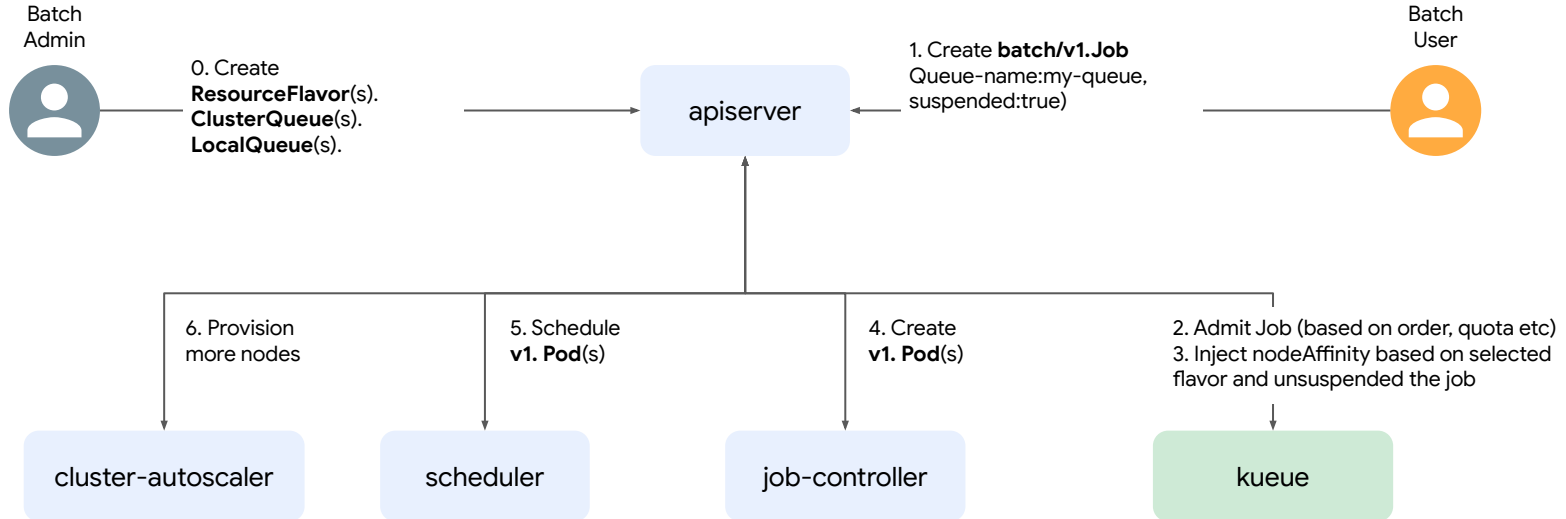 Batch
Admin
0. Create
ResourceFlavor(s).
ClusterQueue(s).
LocalQueue(s).
apiserver
1. Create batch/v1.Job
Queue-name:my-queue,
suspended:true)
Batch
User
6. Provision
more nodes
5. Schedule
v1. Pod(s)
4. Create
v1. Pod(s)
2. Admit Job (based on order, quota etc)
3. Inject nodeAffinity based on selected
flavor and unsuspended the job
cluster-autoscaler
scheduler
job-controller
kueue